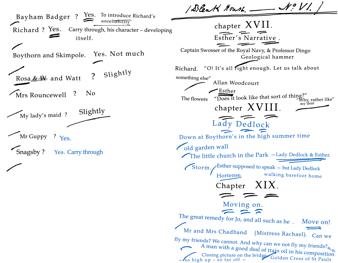 Bayham Badger ? Yes. To introduce Richard's
Richard ? Yes. Carry through, his character – developing
itself.
Boythorn and Skimpole. Yes. Not much
Rosa & W and Watt ? Slightly
Mrs Rouncewell ? No
My lady's maid ? Slightly
Mr Guppy ? Yes.
Snagsby ? Yes. Carry through
(Bleak House — No VI.)
chapter XVII.
Esther's Narrative.
Captain Swosser of the Royal Navy, & Professor Dingo
Geological hammer
Richard. "O! It's all right enough. Let us talk about
something else"
Allan Woodcourt
Esther
The flowers "Does it look like that sort of thing?" "Why, rather like" my love
chapter XVIII.
Lady Dedlock
Down at Boythorn's in the high summer time
old garden wall
The little church in the Park – Lady Dedlock & Esther.
Storm Esther supposed to speak – but Lady Dedlock
Hortense, walking barefoot home
Chapter XIX.
Moving on.
The great remedy for Jo, and all such as he . Move on!
Mr and Mrs Chadband (Mistress Rachael). Can we
fly my friends? We cannot. And why can we not fly my friends?
A man with a good deal of train oil in his composition
Closing picture on the bridge Golden Cross of St Pauls
so high up – so far off –